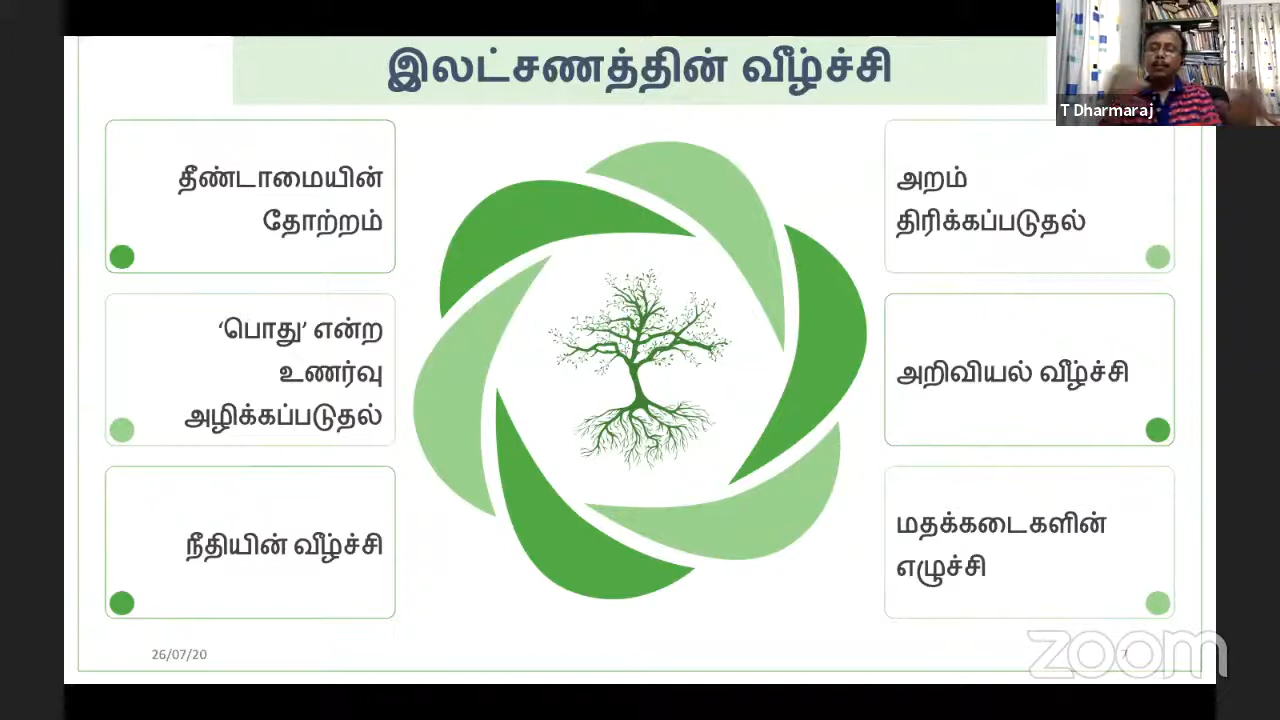 இலட்சணத்தின் வீழ்ச்சி
T Dharmaraj
தீண்டாமையின்
தோற்றம்
‘பொது’ என்ற
உணர்வு
அழிக்கப்படுதல்
நீதியின் வீழ்ச்சி
அறம்
திரிக்கப்படுதல்
அறிவியல் வீழ்ச்சி
மதக்கடைகளின்
எழுச்சி
26/07/20
7
zoom